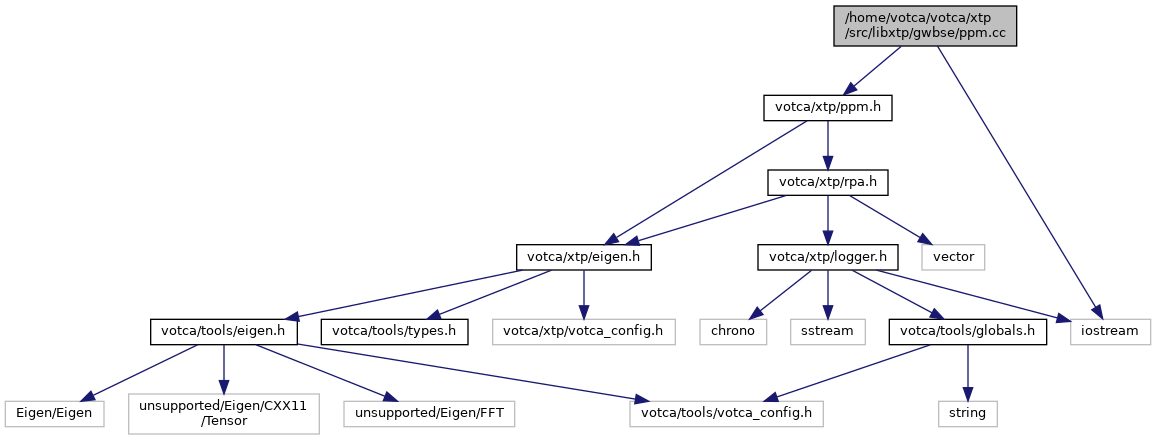 /home/votca/votca/xtp
/src/libxtp/gwbse/ppm.cc
votca/xtp/ppm.h
votca/xtp/rpa.h
votca/xtp/eigen.h
votca/xtp/logger.h
vector
votca/tools/eigen.h
votca/tools/types.h
votca/xtp/votca_config.h
chrono
sstream
votca/tools/globals.h
iostream
Eigen/Eigen
unsupported/Eigen/CXX11
/Tensor
unsupported/Eigen/FFT
votca/tools/votca_config.h
string